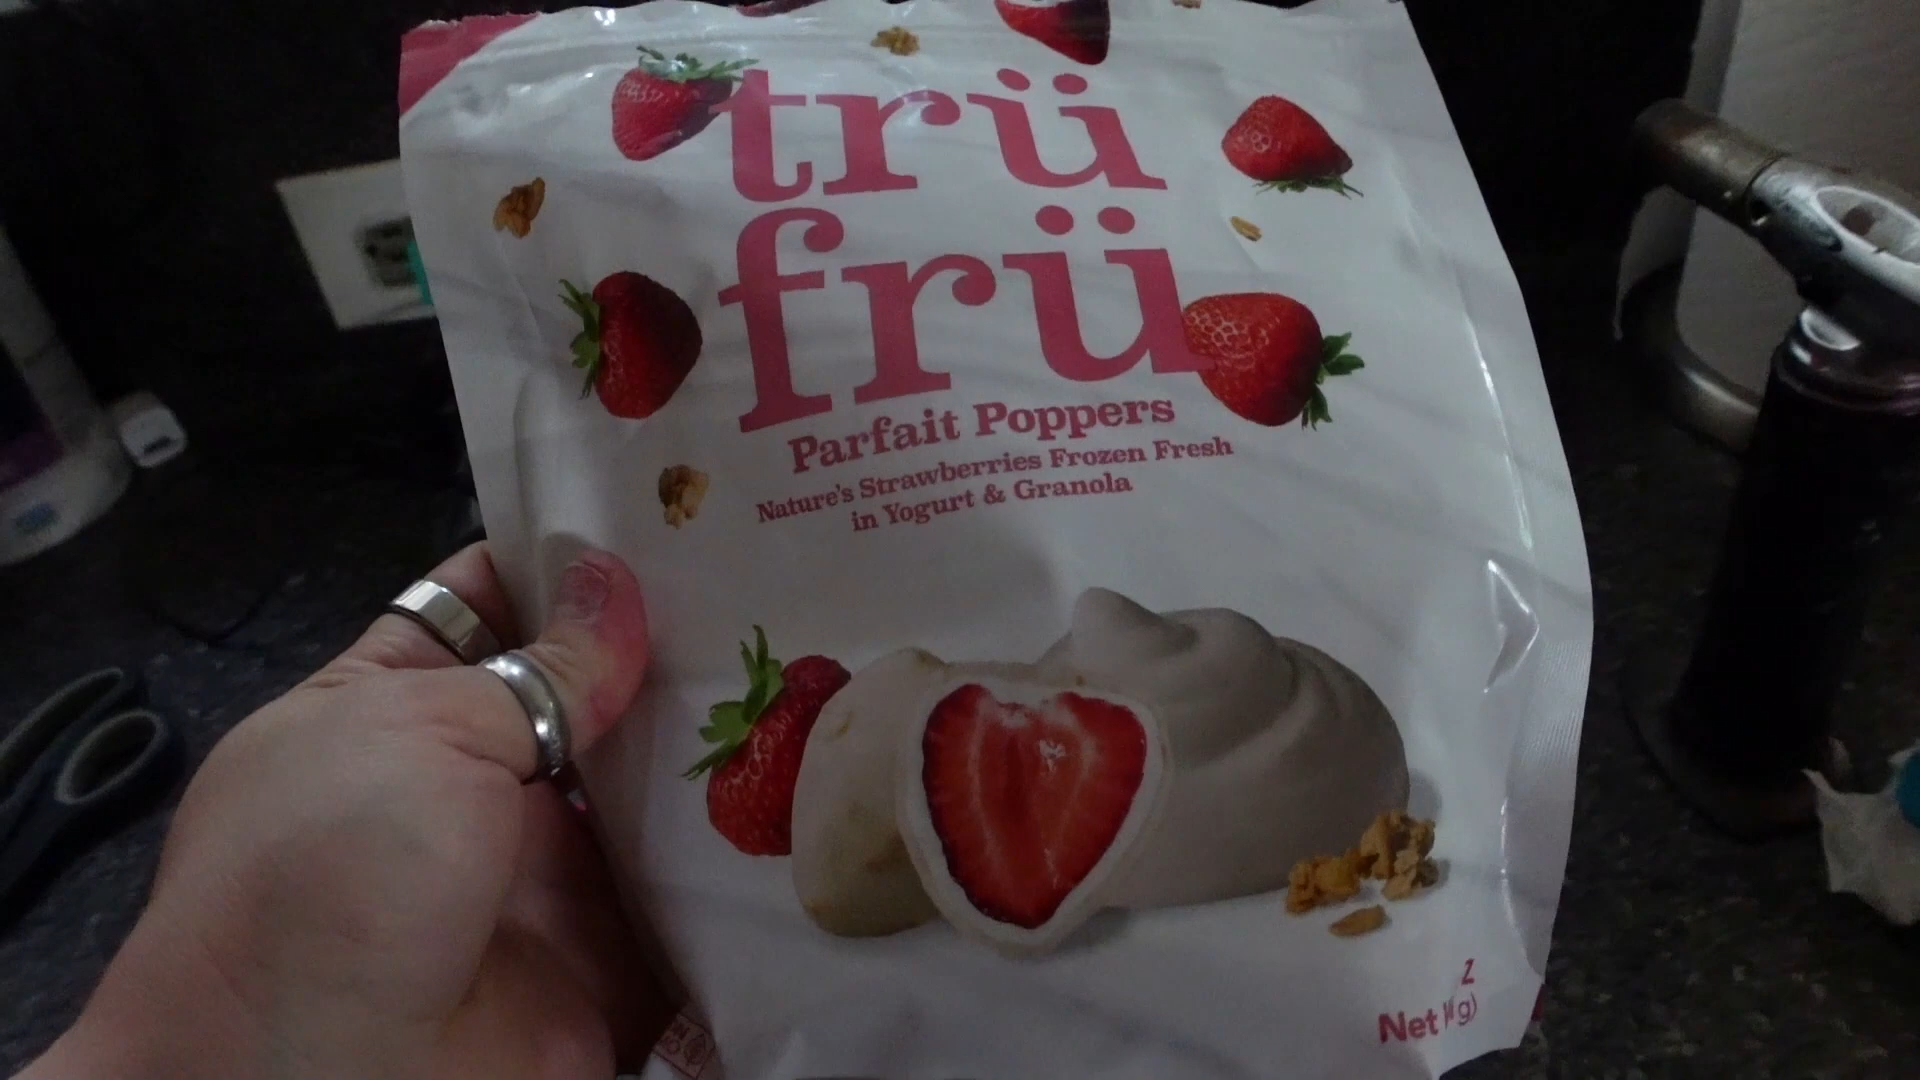 trü
frü
Parfait Poppers
Nature's Strawberries Frozen Fresh
in Yogurt & Granola
Z
Net g)